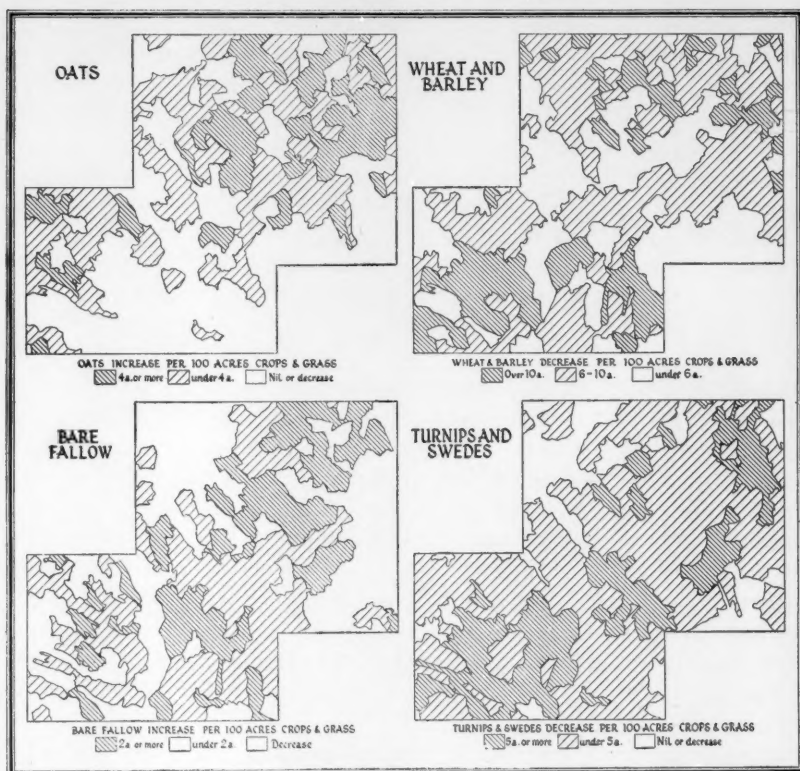 OATS
OATS INCREASE PER 100 ACRES CROPS & GRASS
4a. or more under 4a. Nil. or decrease
WHEAT AND
BARLEY
WHEAT & BARLEY DECREASE PER 100 ACRES CROPS & GRASS
Over 10a. 6-10a. under 6a.
BARE
FALLOW
BARE FALLOW INCREASE PER 100 ACRES CROPS & GRASS
2a or more under 2a. Decrease
TURNIPS AND
SWEDES
TURNIPS & SWEDES DECREASE PER 100 ACRES CROPS & GRASS
5a. or more under 5a. Nil. or decrease